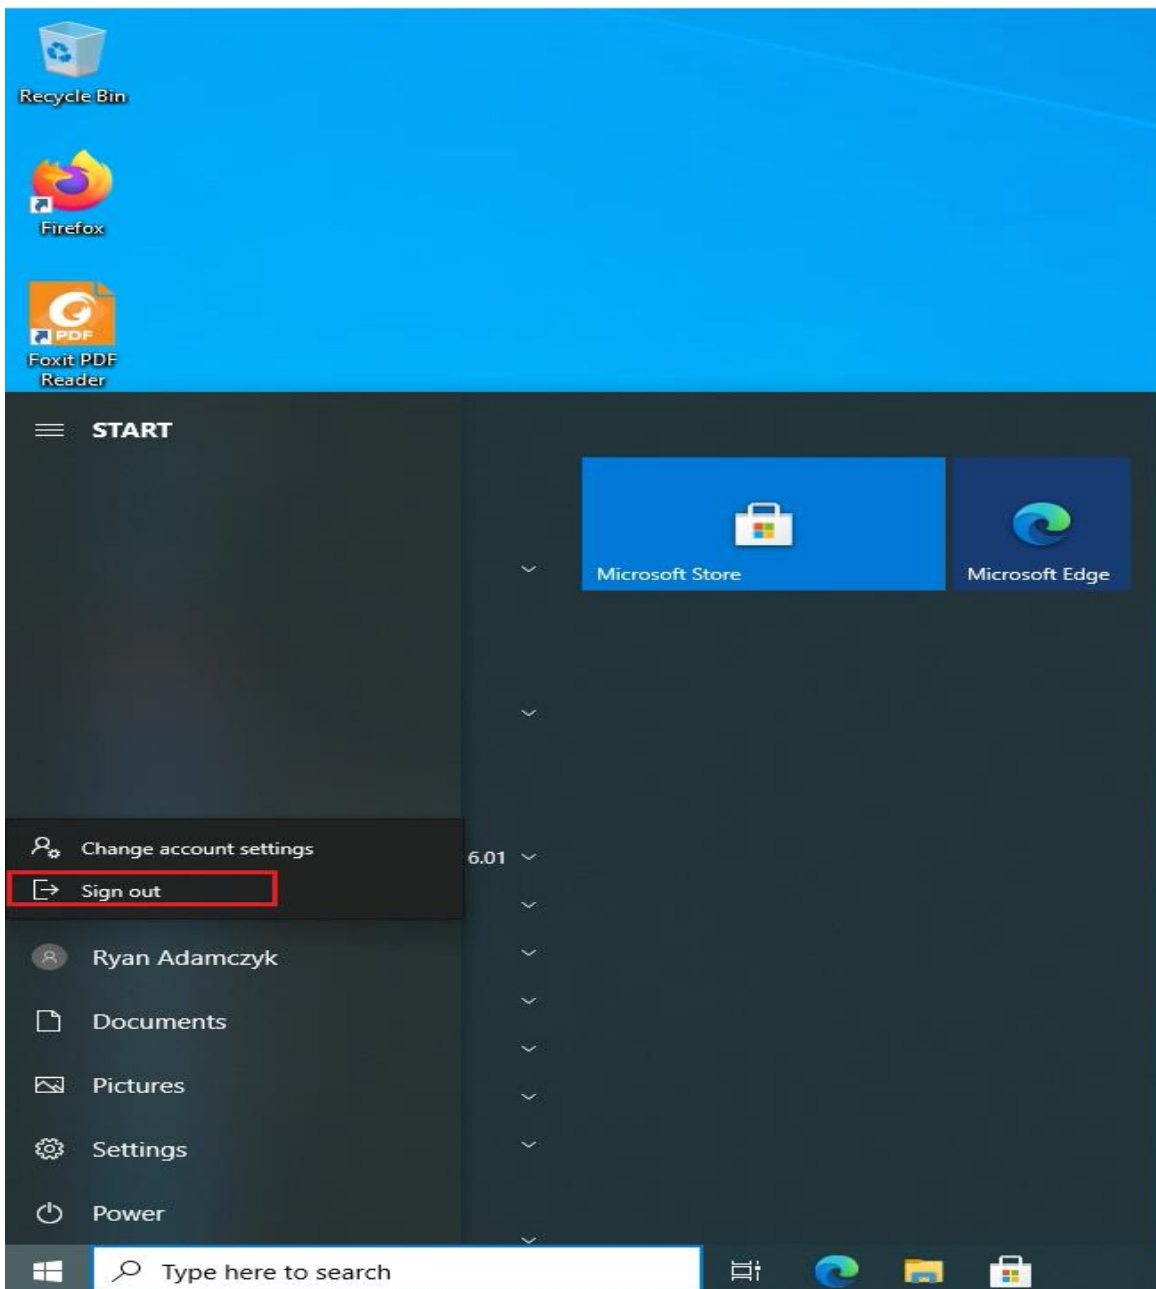 Recycle Bin
Firefox
PDF
Foxit PDF
Reader
START
Microsoft Store
Microsoft Edge
Change account settings
6.01
Sign out
Ryan Adamczyk
Documents
Pictures
Settings
Power
Type here to search